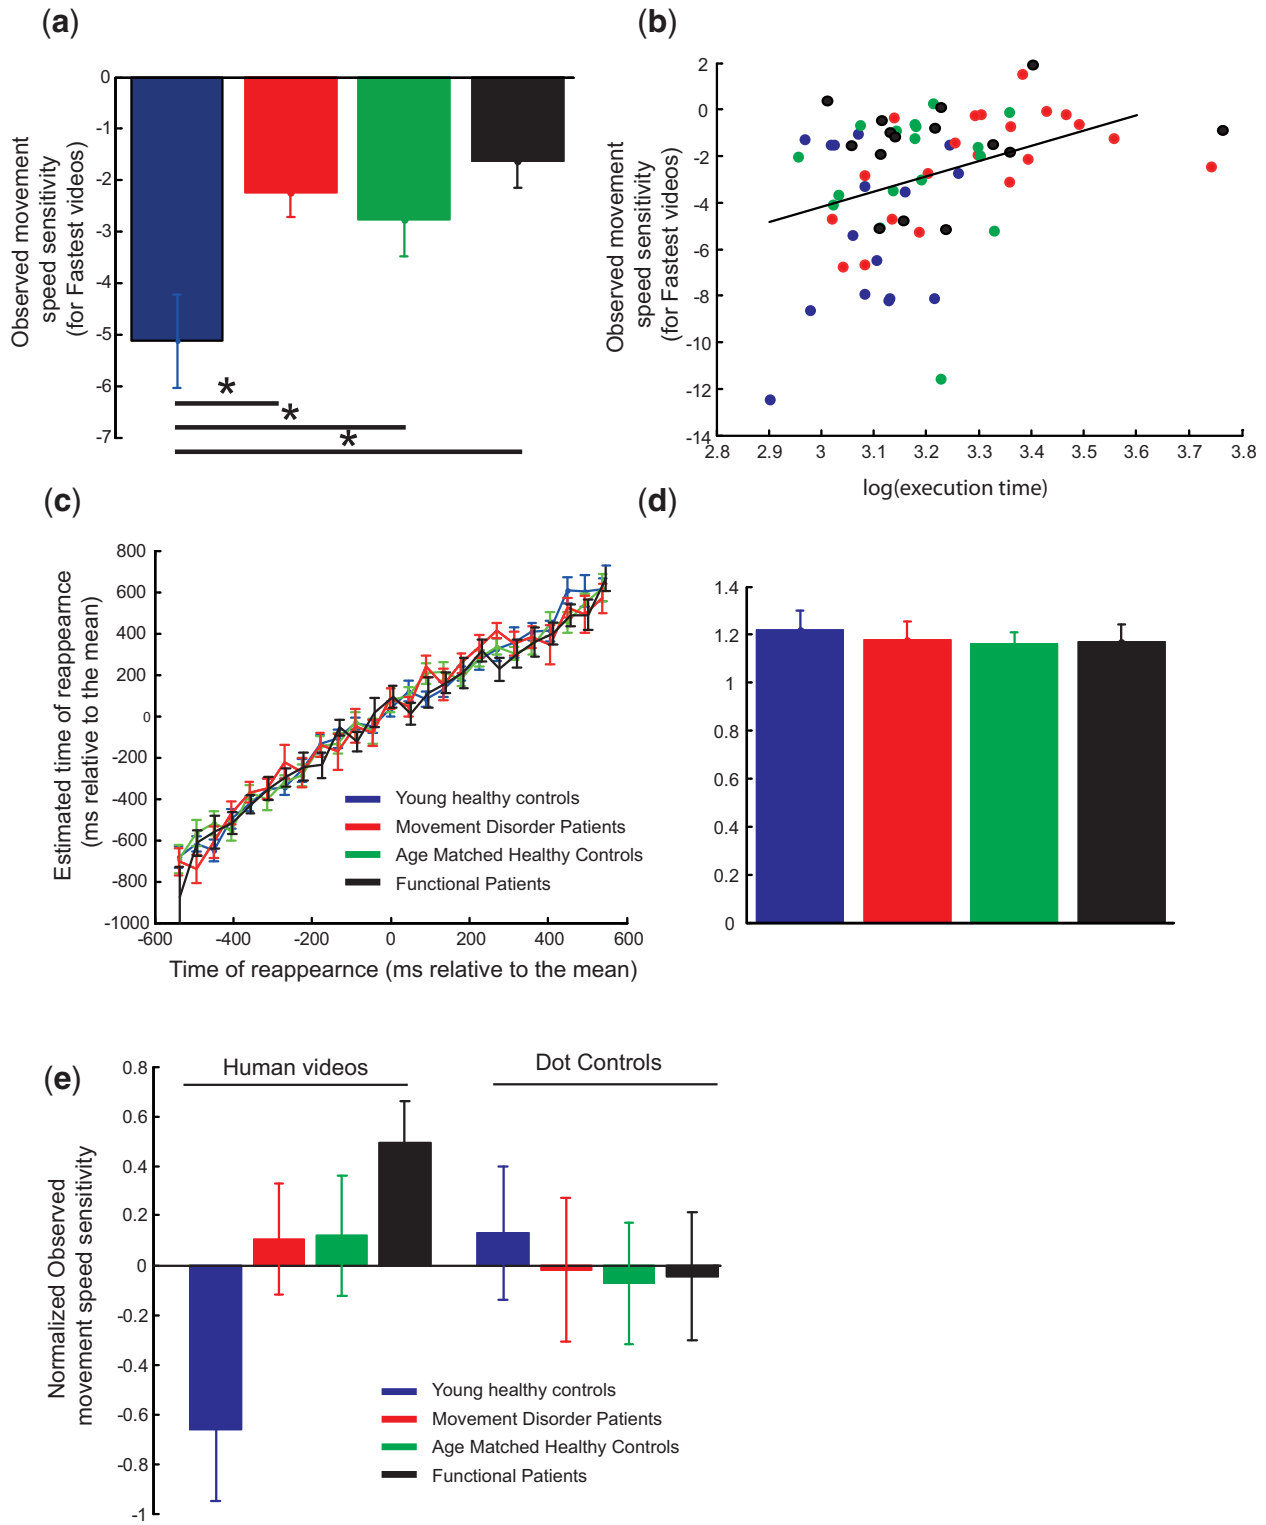 (a)
0
-1
-2
-3
-4
-5
-6
-7
Observed movement
speed sensitivity
(for Fastest videos)
*
*
*
(b)
2
0
-2
-4
-6
-8
-10
-12
-14
Observed movement
speed sensitivity
(for Fastest videos)
2.8 2.9 3 3.1 3.2 3.3 3.4 3.5 3.6 3.7 3.8
log(execution time)
(c)
800
600
400
200
0
-200
-400
-600
-800
-1000
Estimated time of reappearnce
(ms relative to the mean)
Young healthy controls
Movement Disorder Patients
Age Matched Healthy Controls
Functional Patients
-600 -400 -200 0 200 400 600
Time of reappearnce (ms relative to the mean)
(d)
1.4
1.2
1
0.8
0.6
0.4
0.2
0
(e)
0.8
0.6
0.4
0.2
0
-0.2
-0.4
-0.6
-0.8
-1
Normalized Observed
movement speed sensitivity
Human videos
Dot Controls
Young healthy controls
Movement Disorder Patients
Age Matched Healthy Controls
Functional Patients